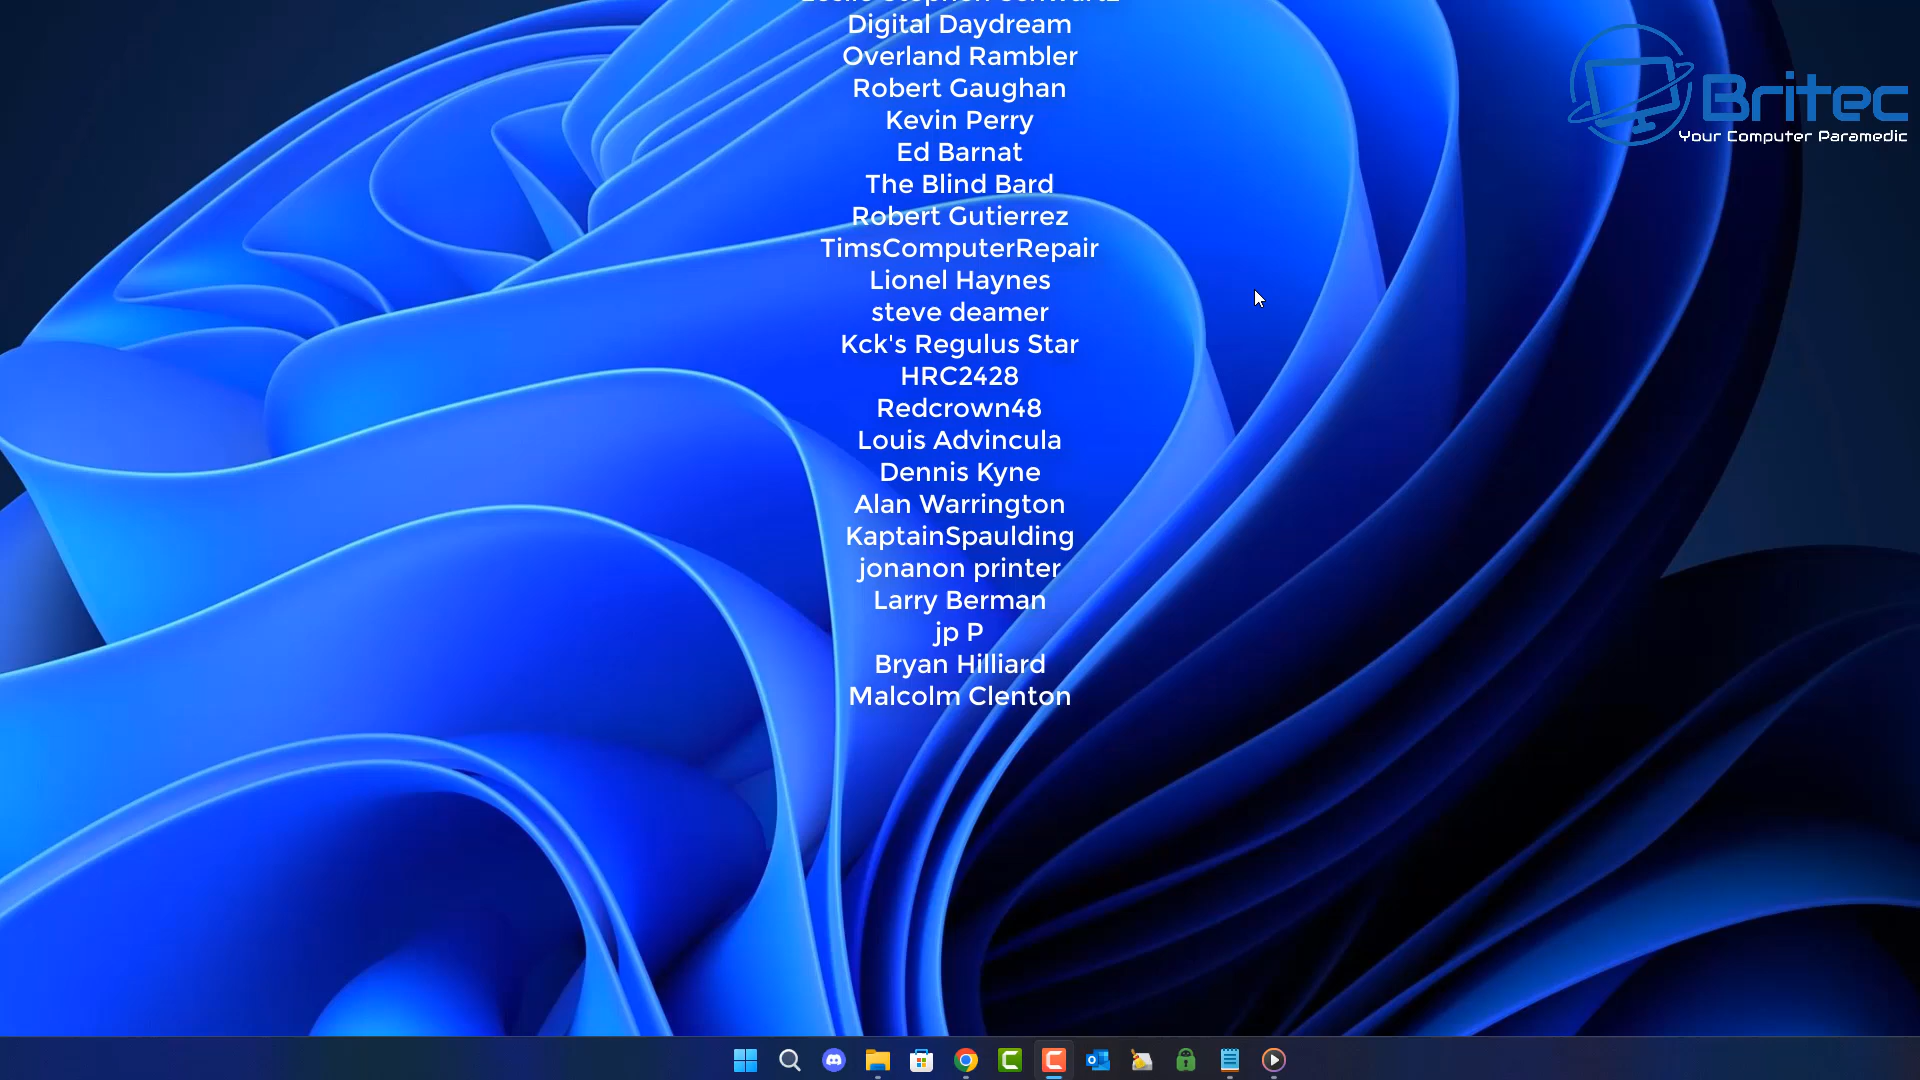 Digital Daydream
Overland Rambler
Robert Gaughan
Kevin Perry
Ed Barnat
The Blind Bard
Robert Gutierrez
TimsComputerRepair
Lionel Haynes
steve deamer
Kck's Regulus Star
HRC2428
Redcrown48
Louis Advincula
Dennis Kyne
Alan Warrington
KaptainSpaulding
jonanon printer
Larry Berman
jp P
Bryan Hilliard
Malcolm Clenton
Britec
Your Computer Paramedic